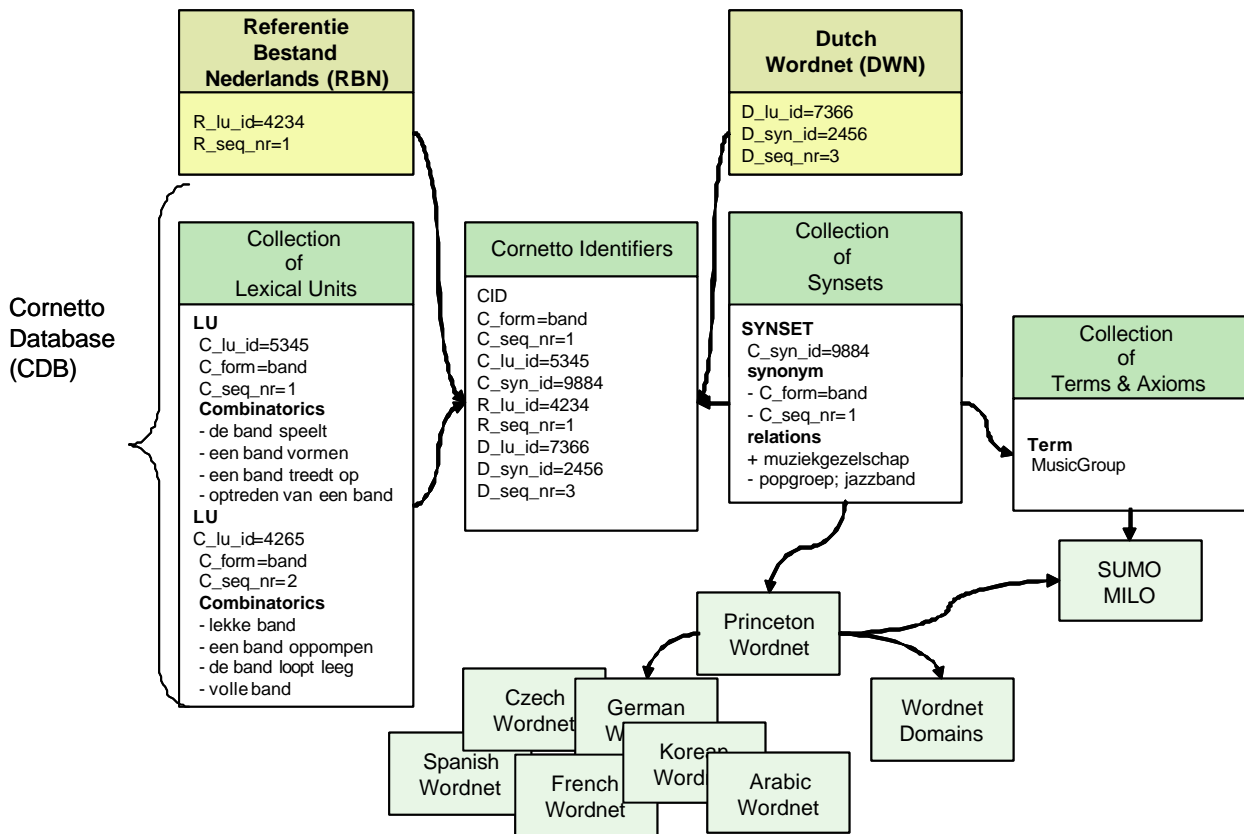 Referentie
Bestand
Nederlands (RBN)
R_lu_id=4234
R_seq_nr=1
Dutch
Wordnet (DWN)
D_lu_id=7366
D_syn_id=2456
D_seq_nr=3
Cornetto
Database
(CDB)
Collection
of
Lexical Units
LU
C_lu_id=5345
C_form=band
C_seq_nr=1
Combinatorics
- de band speelt
- een band vormen
- een band treedt op
- optreden van een band
LU
C_lu_id=4265
C_form=band
C_seq_nr=2
Combinatorics
- lekke band
- een band oppompen
- de band loopt leeg
- volle band
Cornetto Identifiers
CID
C_form=band
C_seq_nr=1
C_lu_id=5345
C_syn_id=9884
R_lu_id=4234
R_seq_nr=1
D_lu_id=7366
D_syn_id=2456
D_seq_nr=3
Collection
of
Synsets
SYNSET
C_syn_id=9884
synonym
- C_form=band
- C_seq_nr=1
relations
+ muziekgezelschap
- popgroep; jazzband
Collection
of
Terms & Axioms
Term
MusicGroup
SUMO
MILO
Princeton
Wordnet
Wordnet
Domains
Czech
Wordnet
German
Spanish
Wordnet
French
Wordnet
Korean
Arabic
Wordnet